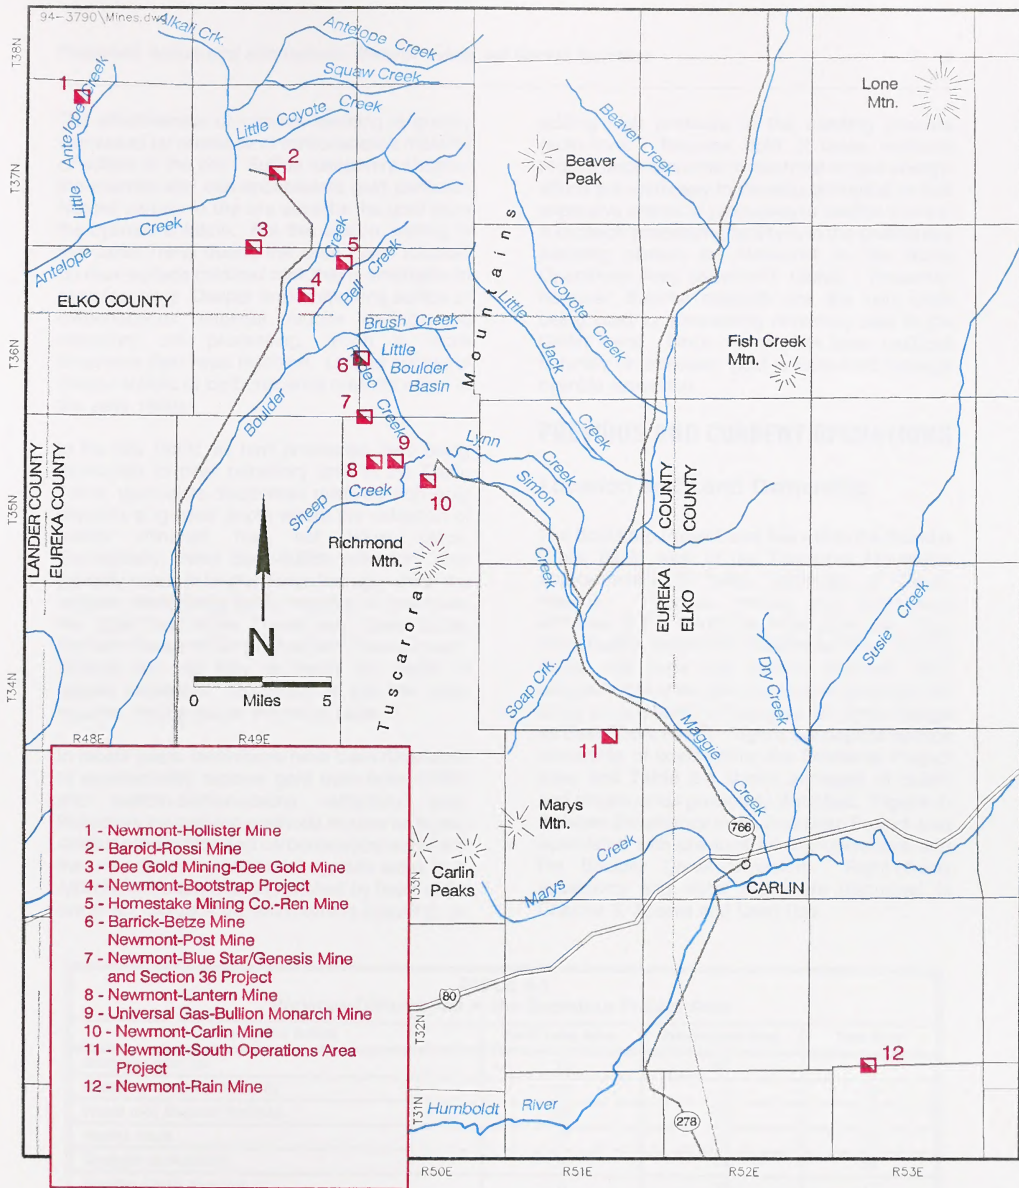 94-3790\Mines.dw
T38N
T37N
T36N
T35N
T34N
T33N
T32N
T31N
R48E
R49E
R50E
R51E
R52E
R53E
Alkali Crk.
Antelope Creek
Squaw Creek
Little Coyote Creek
Little Antelope Creek
Antelope Creek
Beaver Creek
Lone
Mtn.
Beaver
Peak
1
2
3
4
5
ELKO COUNTY
Creek
Bell Creek
Brush Creek
Little
Boulder
Basin
6
Rodeo Creek
7
Boulder
Little Jack Creek
Coyote Creek
Fish Creek
Mtn.
Tuscarora Mountains
8
9
10
Sheep Creek
Lynn Creek
Simon Creek
Richmond
Mtn.
LANDER COUNTY
EUREKA COUNTY
EUREKA COUNTY
ELKO COUNTY
N
0 Miles 5
Soap Crk.
11
Maggie Creek
Dry Creek
Susie Creek
Marys
Mtn.
Carlin
Peaks
Marys Creek
766
CARLIN
80
12
278
Humboldt River
1 - Newmont-Hollister Mine
2 - Baroid-Rossi Mine
3 - Dee Gold Mining-Dee Gold Mine
4 - Newmont-Bootstrap Project
5 - Homestake Mining Co.-Ren Mine
6 - Barrick-Betze Mine
Newmont-Post Mine
7 - Newmont-Blue Star/Genesis Mine
and Section 36 Project
8 - Newmont-Lantern Mine
9 - Universal Gas-Bullion Monarch Mine
10 - Newmont-Carlin Mine
11 - Newmont-South Operations Area
Project
12 - Newmont-Rain Mine